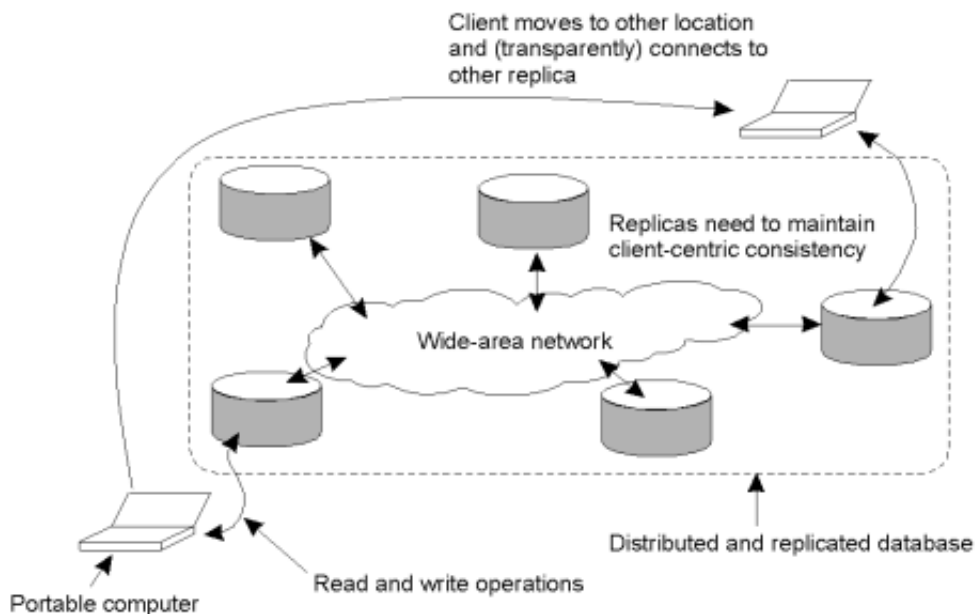 Client moves to other location
and (transparently) connects to
other replica
Replicas need to maintain
client-centric consistency
Wide-area network
Distributed and replicated database
Read and write operations
Portable computer